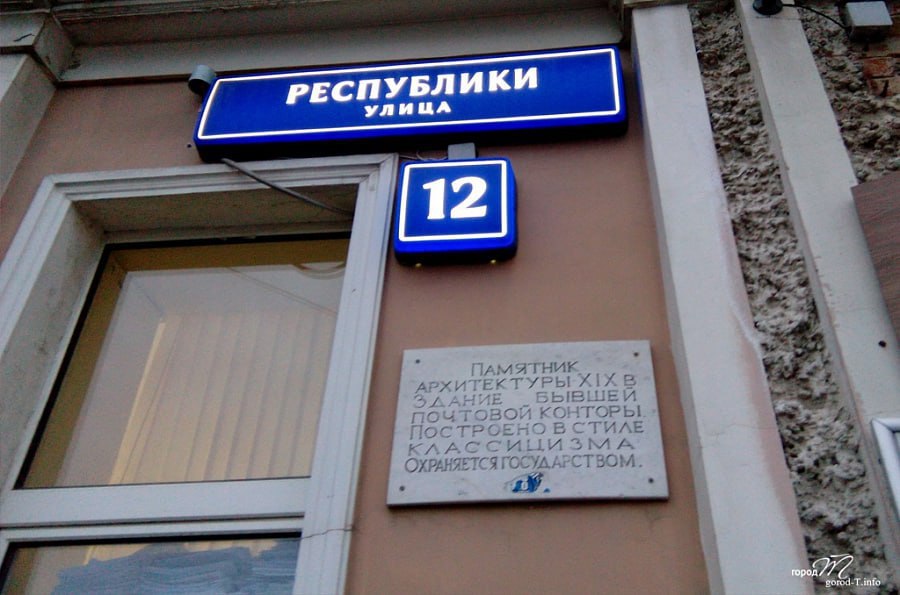 РЕСПУБЛИКИ
УЛИЦА
12
ПАМЯТНИК
АРХИТЕКТУРЫ XIX В
ЗДАНИЕ БЫВШЕЙ
ПОЧТОВОЙ КОНТОРЫ.
ПОСТРОЕНО В СТИЛЕ
КЛАССИЦИЗМА
ОХРАНЯЕТСЯ ГОСУДАРСТВОМ.
город Т
gorod-T.info